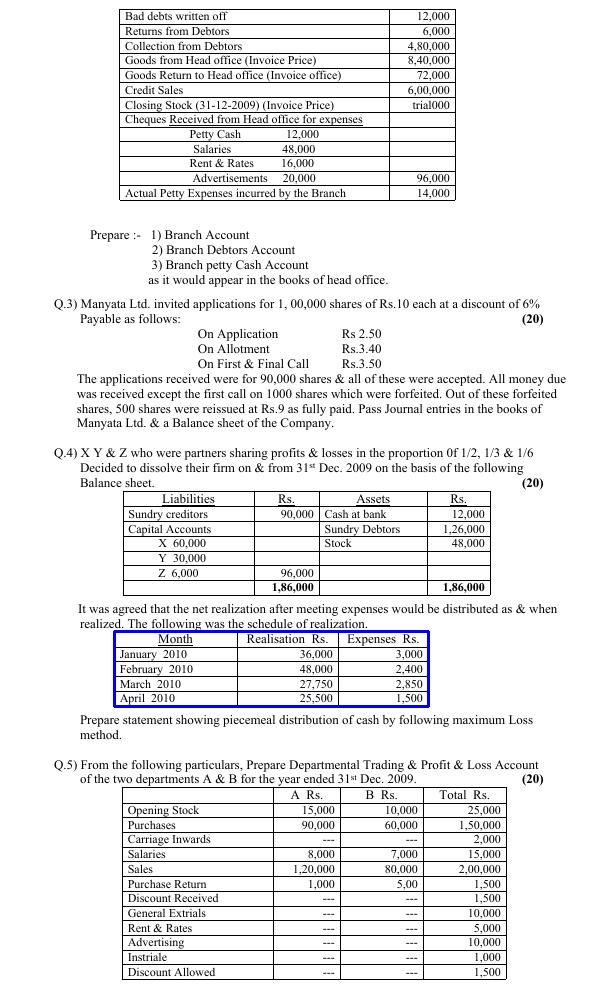 Bad debts written off 12,000
Returns from Debtors 6,000
Collection from Debtors 4,80,000
Goods from Head office (Invoice Price) 8,40,000
Goods Return to Head office (Invoice office) 72,000
Credit Sales 6,00,000
Closing Stock (31-12-2009) (Invoice Price) trial000
Cheques Received from Head office for expenses
Petty Cash 12,000
Salaries 48,000
Rent & Rates 16,000
Advertisements 20,000 96,000
Actual Petty Expenses incurred by the Branch 14,000
Prepare :- 1) Branch Account
2) Branch Debtors Account
3) Branch petty Cash Account
as it would appear in the books of head office.
Q.3) Manyata Ltd. invited applications for 1, 00,000 shares of Rs.10 each at a discount of 6%
Payable as follows: (20)
On Application Rs 2.50
On Allotment Rs.3.40
On First & Final Call Rs.3.50
The applications received were for 90,000 shares & all of these were accepted. All money due
was received except the first call on 1000 shares which were forfeited. Out of these forfeited
shares, 500 shares were reissued at Rs.9 as fully paid. Pass Journal entries in the books of
Manyata Ltd. & a Balance sheet of the Company.
Q.4) X Y & Z who were partners sharing profits & losses in the proportion 0f 1/2, 1/3 & 1/6
Decided to dissolve their firm on & from 31st Dec. 2009 on the basis of the following
Balance sheet. (20)
Liabilities Rs. Assets Rs.
Sundry creditors 90,000 Cash at bank 12,000
Capital Accounts Sundry Debtors 1,26,000
X 60,000 Stock 48,000
Y 30,000
Z 6,000 96,000
1,86,000 1,86,000
It was agreed that the net realization after meeting expenses would be distributed as & when
realized. The following was the schedule of realization.
Month Realisation Rs. Expenses Rs.
January 2010 36,000 3,000
February 2010 48,000 2,400
March 2010 27,750 2,850
April 2010 25,500 1,500
Prepare statement showing piecemeal distribution of cash by following maximum Loss
method.
Q.5) From the following particulars, Prepare Departmental Trading & Profit & Loss Account
of the two departments A & B for the year ended 31st Dec. 2009. (20)
A Rs. B Rs. Total Rs.
Opening Stock 15,000 10,000 25,000
Purchases 90,000 60,000 1,50,000
Carriage Inwards --- --- 2,000
Salaries 8,000 7,000 15,000
Sales 1,20,000 80,000 2,00,000
Purchase Return 1,000 5,00 1,500
Discount Received --- --- 1,500
General Extrials --- --- 10,000
Rent & Rates --- --- 5,000
Advertising --- --- 10,000
Instriale --- --- 1,000
Discount Allowed --- --- 1,500